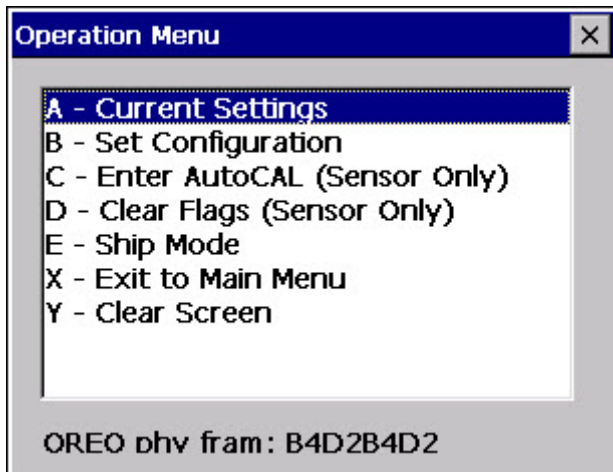 Operation Menu
A - Current Settings
B - Set Configuration
C - Enter AutoCAL (Sensor Only)
D - Clear Flags (Sensor Only)
E - Ship Mode
X - Exit to Main Menu
Y - Clear Screen
OREO phy fram: B4D2B4D2